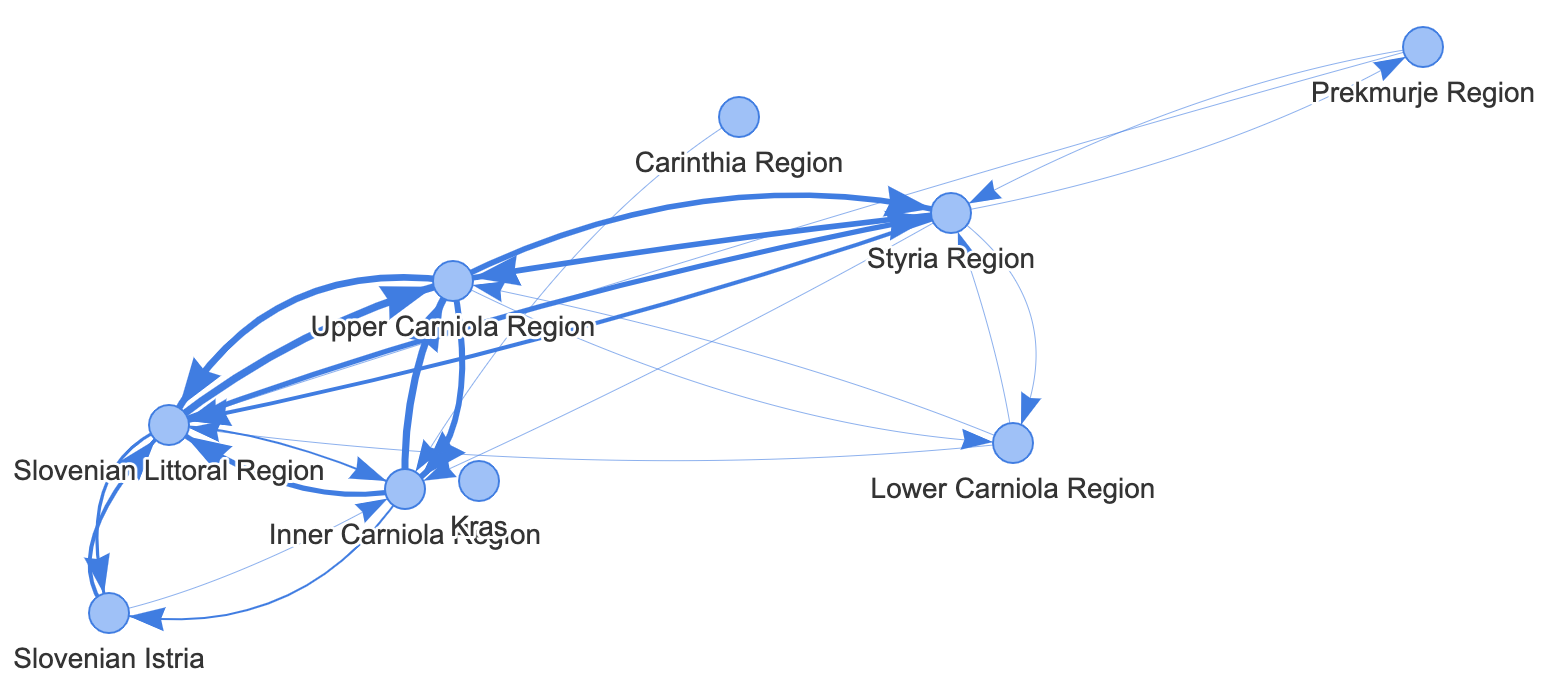 Prekmurje Region
Carinthia Region
Styria Region
Upper Carniola Region
Slovenian Littoral Region
Lower Carniola Region
Kras
Inner Carniola Region
Slovenian Istria